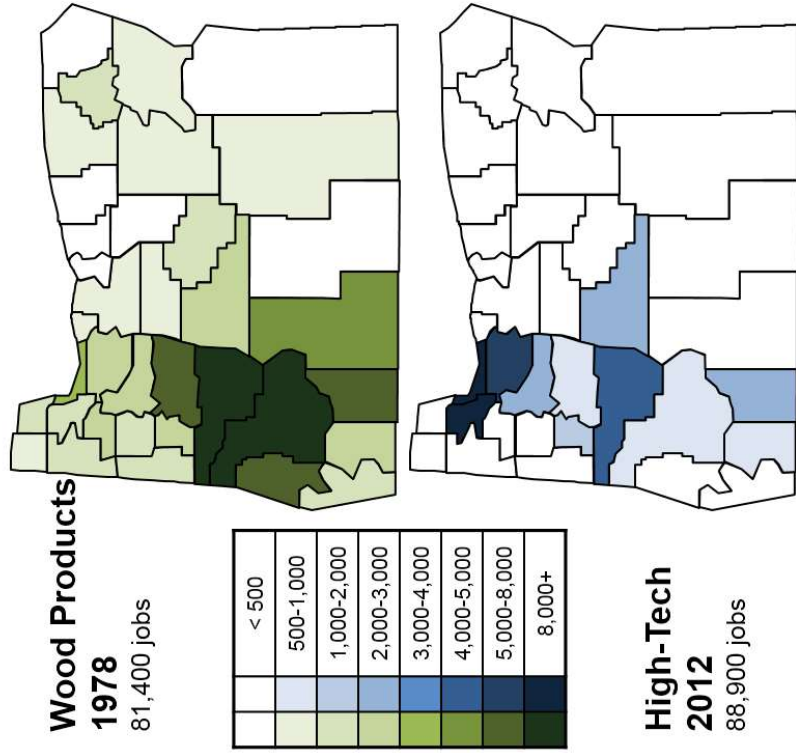 Wood Products
1978
81,400 jobs
< 500
500-1,000
1,000-2,000
2,000-3,000
3,000-4,000
4,000-5,000
5,000-8,000
8,000+
High-Tech
2012
88,900 jobs